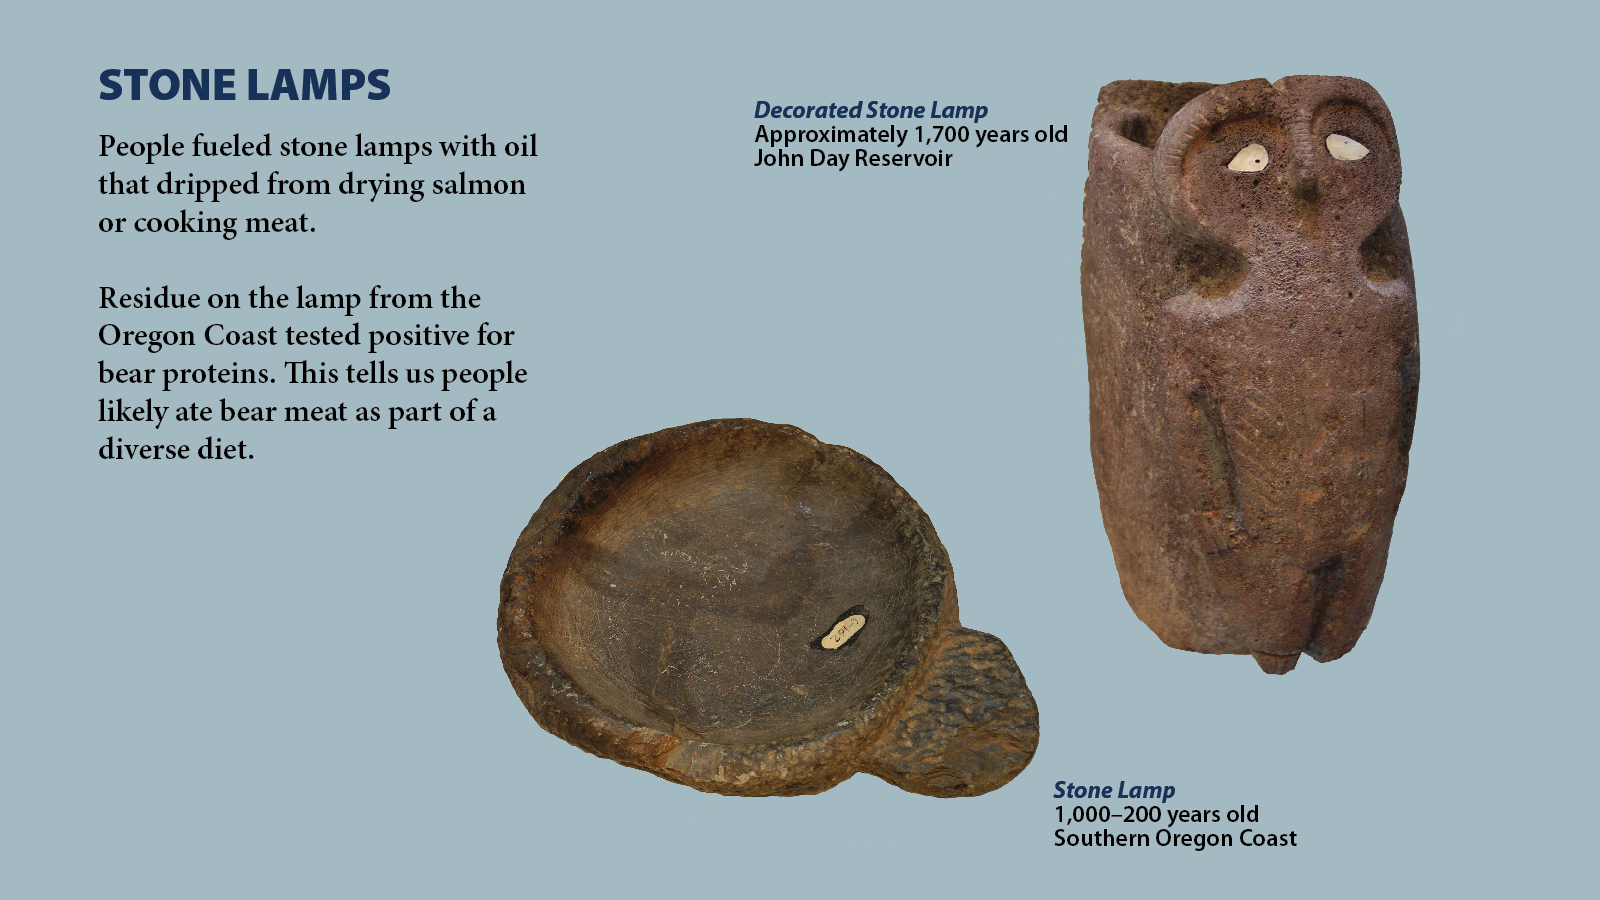 STONE LAMPS
People fueled stone lamps with oil
that dripped from drying salmon
or cooking meat.
Residue on the lamp from the
Oregon Coast tested positive for
bear proteins. This tells us people
likely ate bear meat as part of a
diverse diet.
Decorated Stone Lamp
Approximately 1,700 years old
John Day Reservoir
Stone Lamp
1,000–200 years old
Southern Oregon Coast